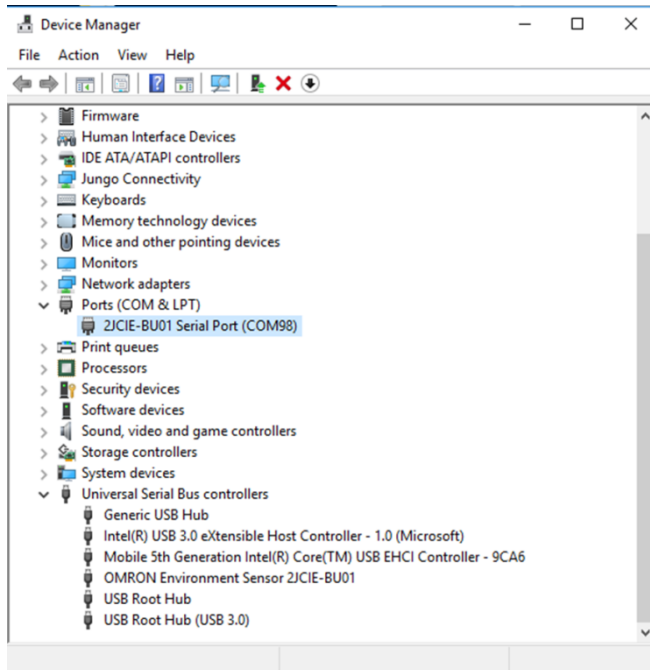 Device Manager
File Action View Help
Firmware
Human Interface Devices
IDE ATA/ATAPI controllers
Jungo Connectivity
Keyboards
Memory technology devices
Mice and other pointing devices
Monitors
Network adapters
Ports (COM & LPT)
2JCIE-BU01 Serial Port (COM98)
Print queues
Processors
Security devices
Software devices
Sound, video and game controllers
Storage controllers
System devices
Universal Serial Bus controllers
Generic USB Hub
Intel(R) USB 3.0 eXtensible Host Controller - 1.0 (Microsoft)
Mobile 5th Generation Intel(R) Core(TM) USB EHCI Controller - 9CA6
OMRON Environment Sensor 2JCIE-BU01
USB Root Hub
USB Root Hub (USB 3.0)